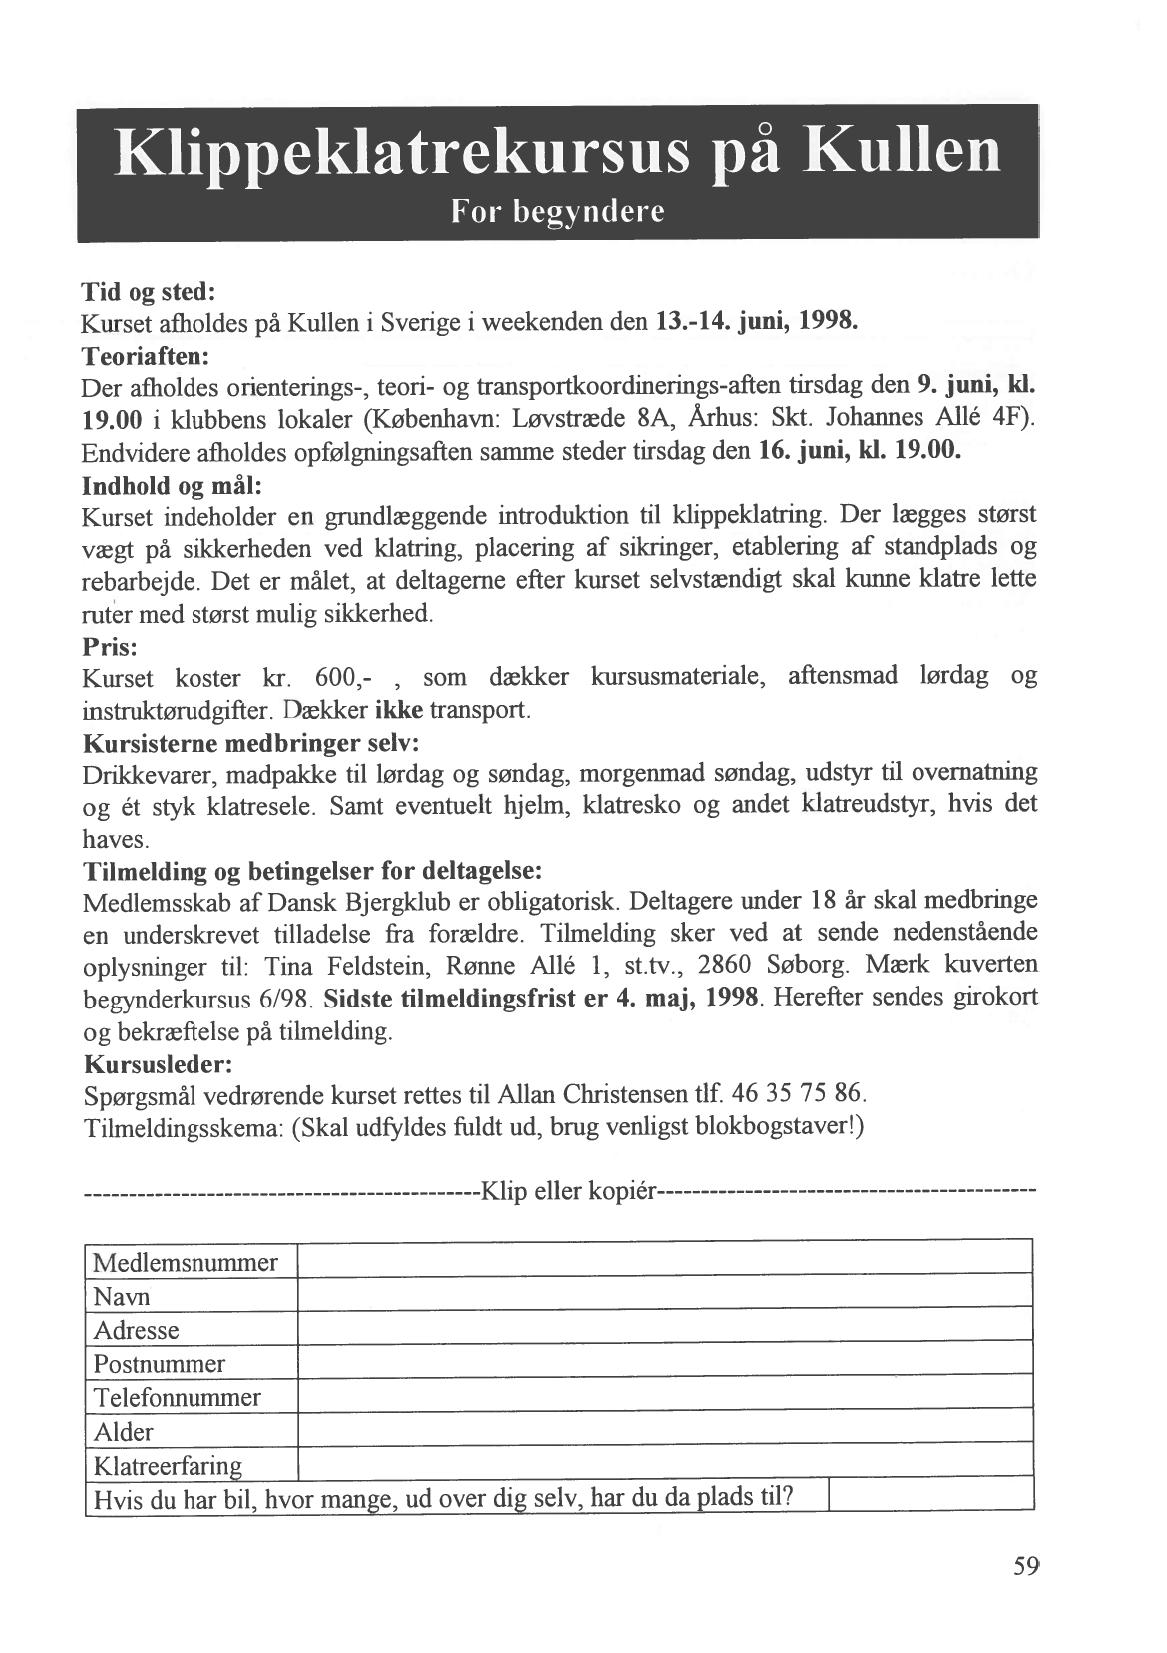 Klippeklatrekursus på Kullen
For begyndere
Tid og sted:
Kurset afholdes på Kullen i Sverige i weekenden den 13.-14. juni, 1998.
Teoriaften:
Der afholdes orienterings-, teori- og transportkoordinerings-aften tirsdag den 9. juni, kl.
19.00 i klubbens lokaler (København: Løvstræde 8A, Århus: Skt. Johannes Allé 4F).
Endvidere afholdes opfølgningsaften samme steder tirsdag den 16. juni, kl. 19.00.
Indhold og mål:
Kurset indeholder en grundlæggende introduktion til klippeklatring. Der lægges størst
vægt på sikkerheden ved klatring, placering af sikringer, etablering af standplads og
rebarbejde. Det er målet, at deltagerne efter kurset selvstændigt skal kunne klatre lette
ruter med størst mulig sikkerhed.
Pris:
Kurset koster kr. 600,- , som dækker kursusmateriale, aftensmad lørdag og
instruktørudgifter. Dækker ikke transport.
Kursisterne medbringer selv:
Drikkevarer, madpakke til lørdag og søndag, morgenmad søndag, udstyr til overnatning
og ét styk klatresele. Samt eventuelt hjelm, klatresko og andet klatreudstyr, hvis det
haves.
Tilmelding og betingelser for deltagelse:
Medlemsskab af Dansk Bjergklub er obligatorisk. Deltagere under 18 år skal medbringe
en underskrevet tilladelse fra forældre. Tilmelding sker ved at sende nedenstående
oplysninger til: Tina Feldstein, Rønne Allé 1, st.tv., 2860 Søborg. Mærk kuverten
begynderkursus 6/98. Sidste tilmeldingsfrist er 4. maj, 1998. Herefter sendes girokort
og bekræftelse på tilmelding.
Kursusleder:
Spørgsmål vedrørende kurset rettes til Allan Christensen tlf. 46 35 75 86.
Tilmeldingsskema: (Skal udfyldes fuldt ud, brug venligst blokbogstaver!)
--------------------------------------------Klip eller kopiér------------------------------------------
Medlemsnummer
Navn
Adresse
Postnummer
Telefonnummer
Alder
Klatreerfaring
Hvis du har bil, hvor mange, ud over dig selv, har du da plads til?
59